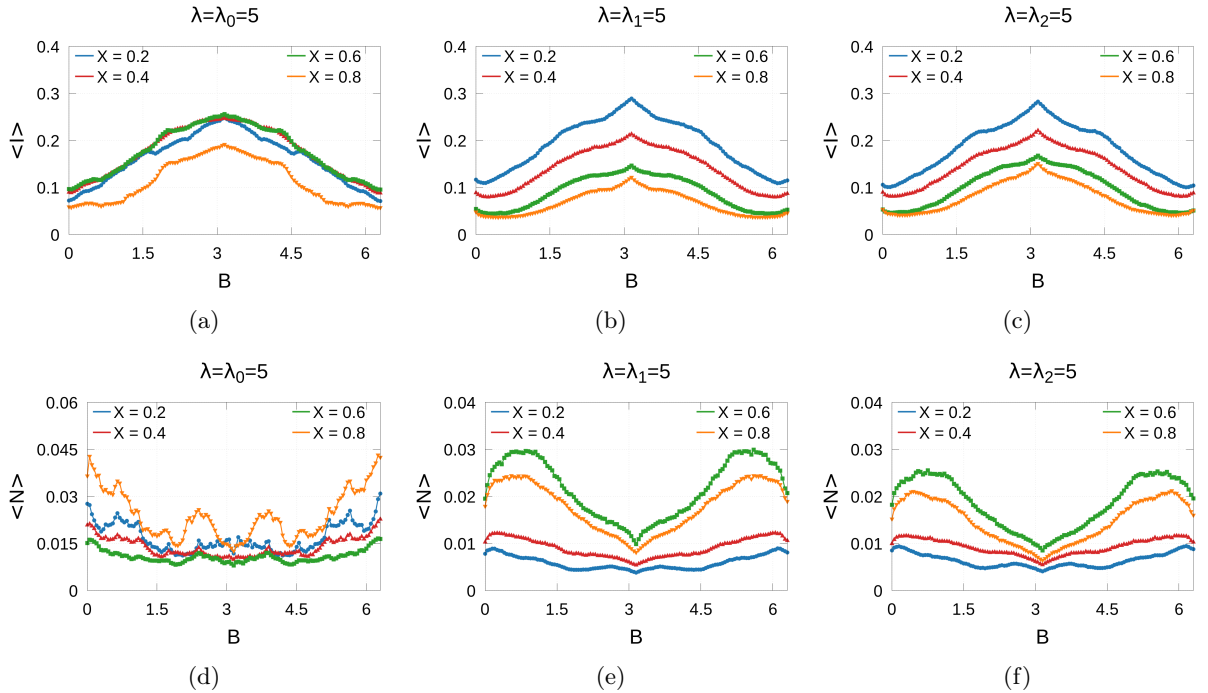 λ=λ0=5
0.4
0.3
0.2
0.1
0
<I>
X = 0.2
X = 0.4
X = 0.6
X = 0.8
0 1.5 3 4.5 6
B
(a)
λ=λ1=5
0.4
0.3
0.2
0.1
0
<I>
X = 0.2
X = 0.4
X = 0.6
X = 0.8
0 1.5 3 4.5 6
B
(b)
λ=λ2=5
0.4
0.3
0.2
0.1
0
<I>
X = 0.2
X = 0.4
X = 0.6
X = 0.8
0 1.5 3 4.5 6
B
(c)
λ=λ0=5
0.06
0.045
0.03
0.015
0
<N>
X = 0.2
X = 0.4
X = 0.6
X = 0.8
0 1.5 3 4.5 6
B
(d)
λ=λ1=5
0.04
0.03
0.02
0.01
0
<N>
X = 0.2
X = 0.4
X = 0.6
X = 0.8
0 1.5 3 4.5 6
B
(e)
λ=λ2=5
0.04
0.03
0.02
0.01
0
<N>
X = 0.2
X = 0.4
X = 0.6
X = 0.8
0 1.5 3 4.5 6
B
(f)